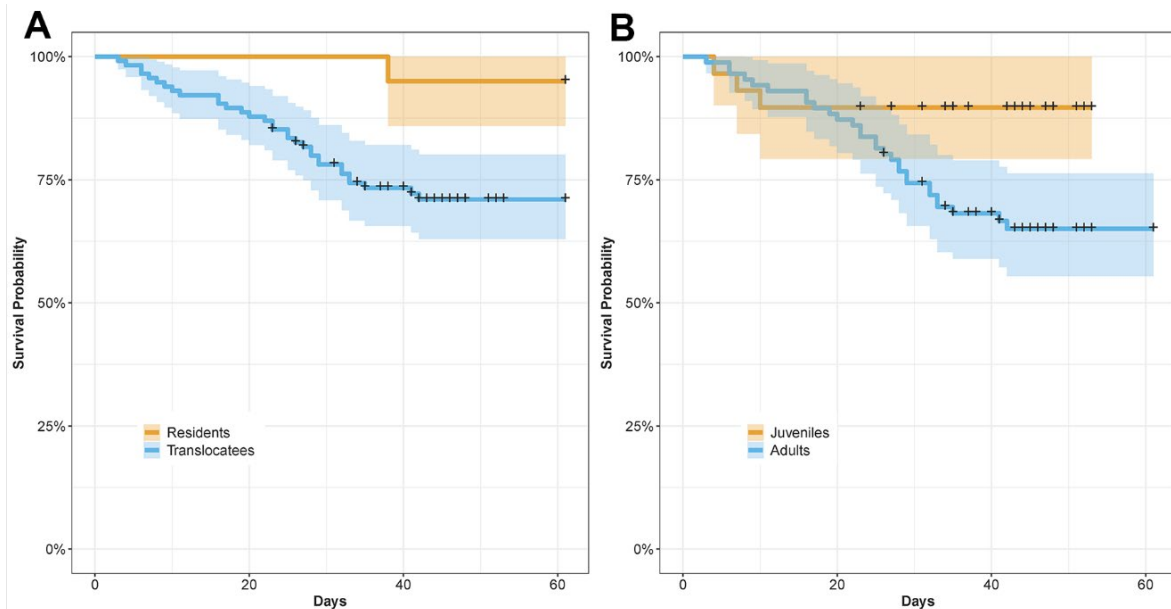 A
100%
75%
50%
25%
0%
Survival Probability
Residents
Translocatees
0 20 40 60
Days
B
100%
75%
50%
25%
0%
Survival Probability
Juveniles
Adults
0 20 40 60
Days